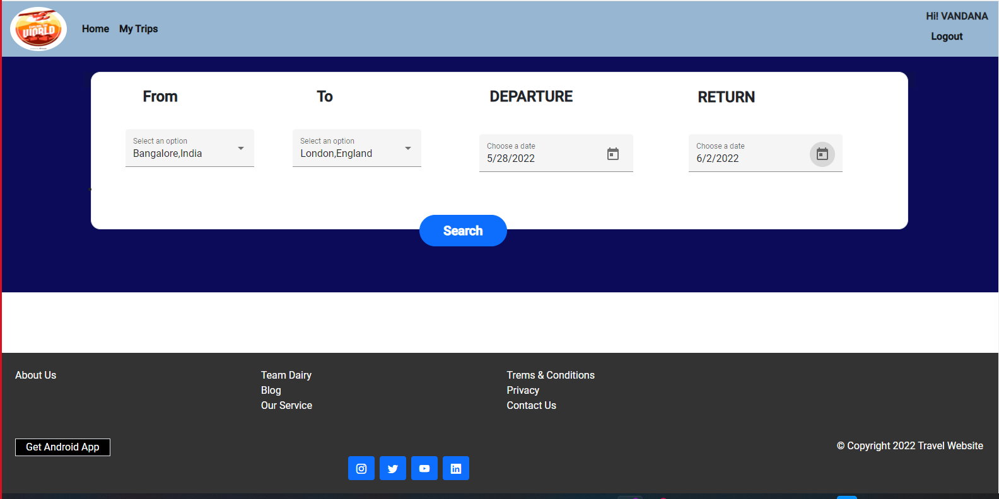 WORLD
Home My Trips
Hi! VANDANA
Logout
From To DEPARTURE RETURN
Select an option Select an option Choose a date Choose a date
Bangalore,India London,England 5/28/2022 6/2/2022
Search
About Us Team Dairy Trems & Conditions
Blog Privacy
Our Service Contact Us
Get Android App © Copyright 2022 Travel Website